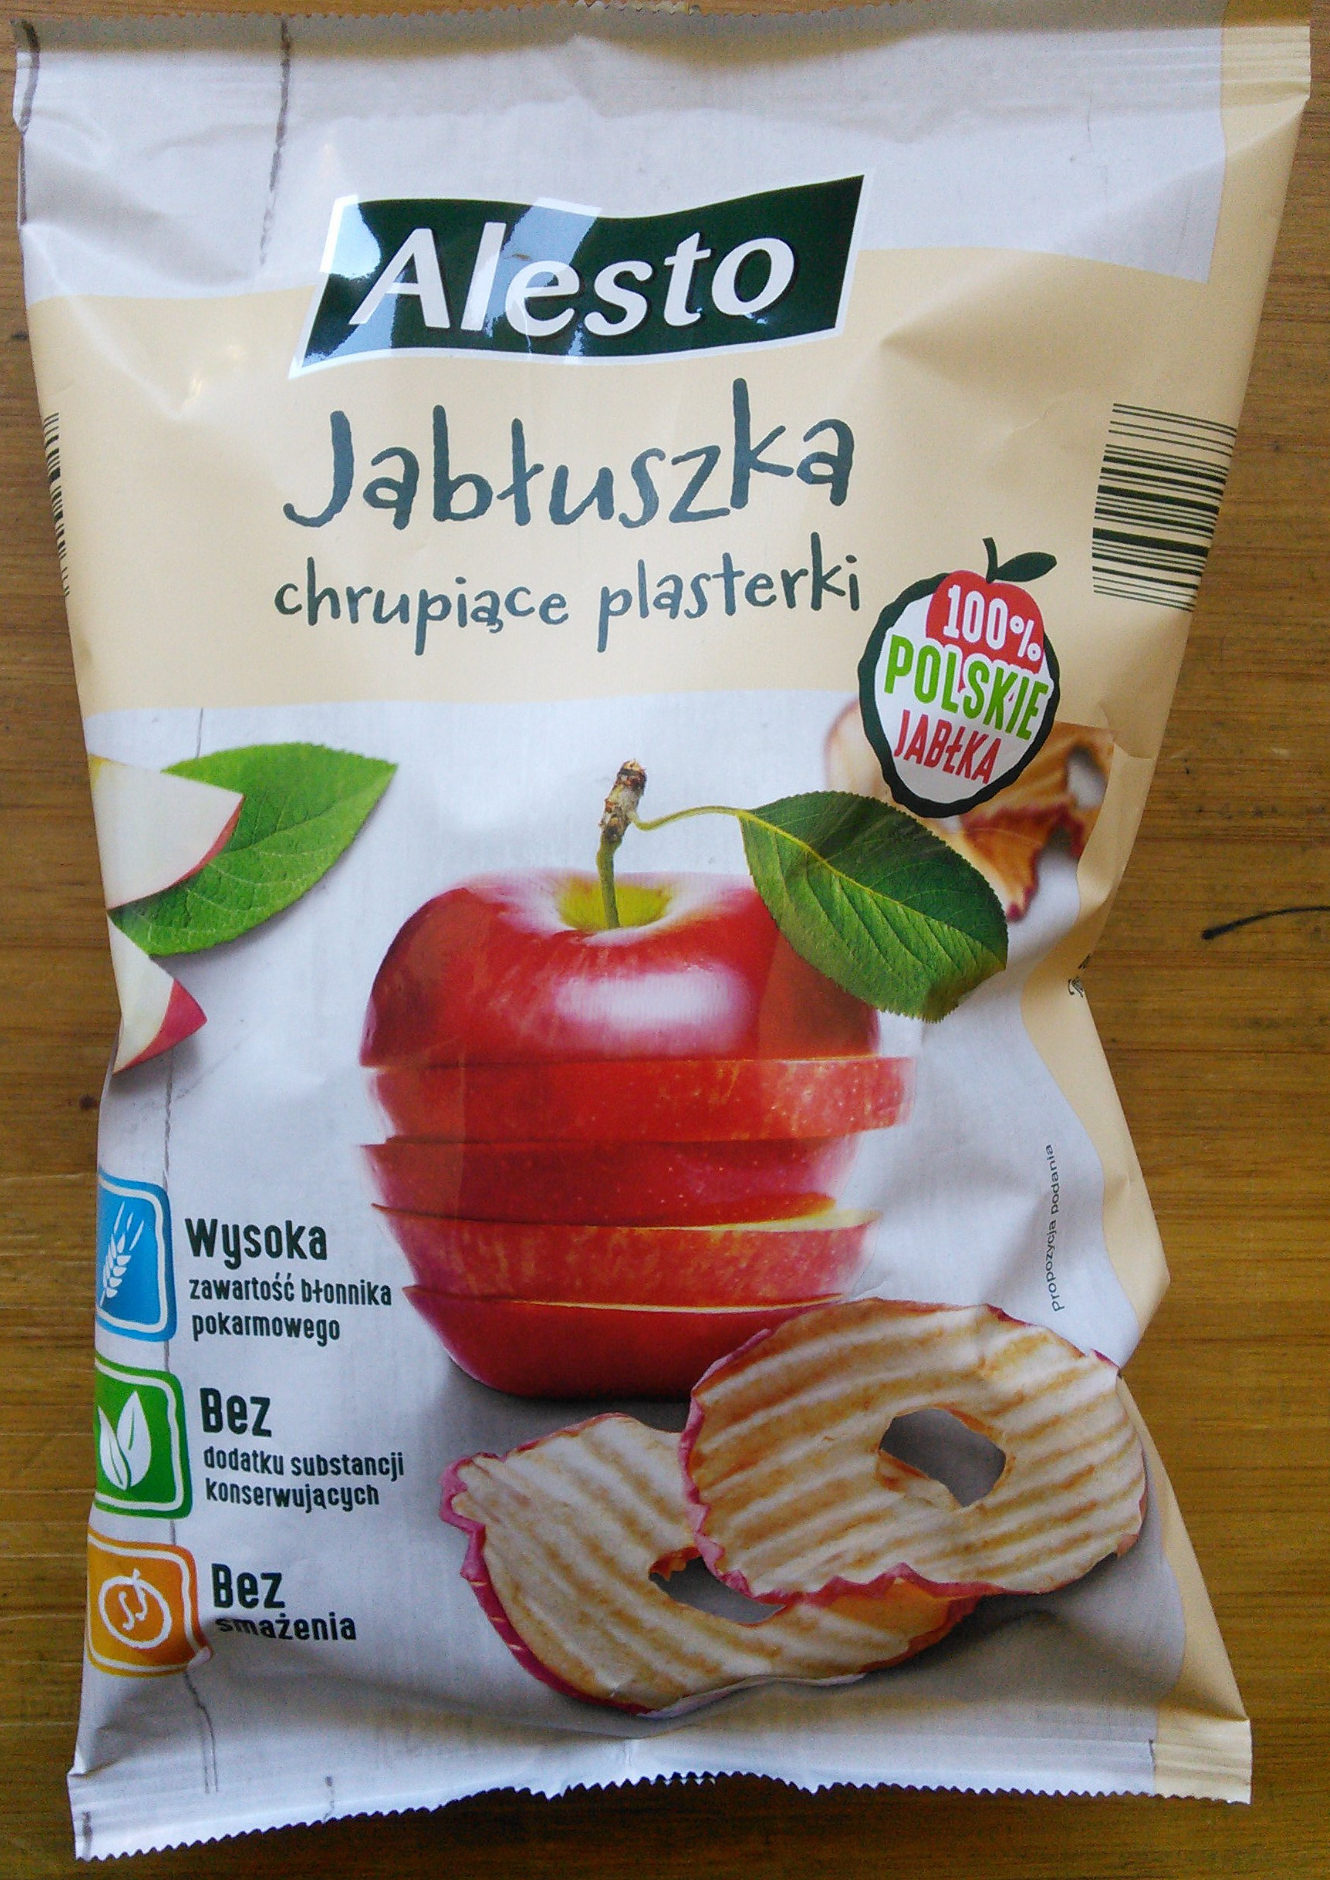 Alesto
Jabłuszka
chrupiące plasterki
100%
POLSKIE
JABŁKA
propozycja podania
Wysoka
zawartość błonnika
pokarmowego
Bez
dodatku substancji
konserwujących
Bez
smażenia